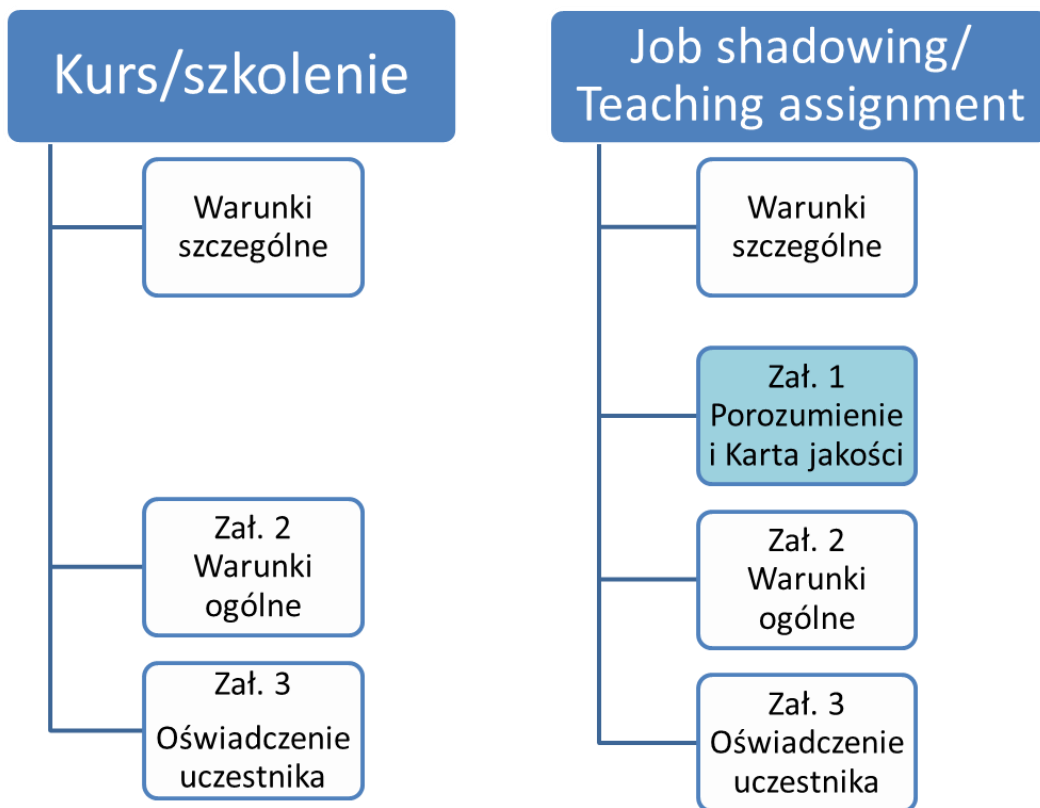 Kurs/szkolenie
Warunki
szczególne
Zał. 2
Warunki
ogólne
Zał. 3
Oświadczenie
uczestnika
Job shadowing/
Teaching assignment
Warunki
szczególne
Zał. 1
Porozumienie
i Karta jakości
Zał. 2
Warunki
ogólne
Zał. 3
Oświadczenie
uczestnika